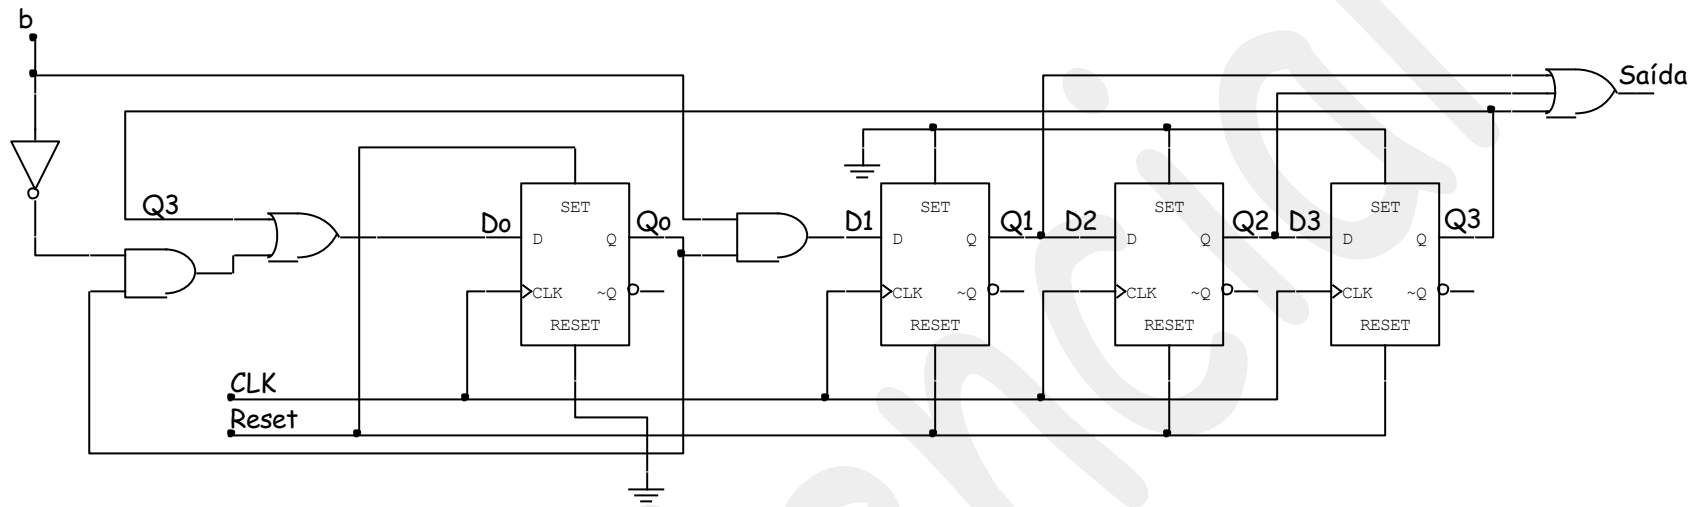 b
Saída
Q3
Do
SET
D
Q
CLK
~Q
RESET
Qo
D1
SET
D
Q
CLK
~Q
RESET
Q1
D2
SET
D
Q
CLK
~Q
RESET
Q2
D3
SET
D
Q
CLK
~Q
RESET
Q3
CLK
Reset